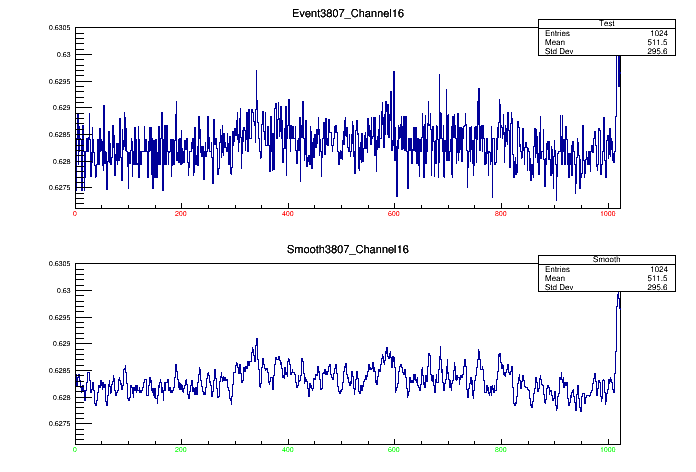 Event3807_Channel16
Test
Entries 1024
Mean 511.5
Std Dev 295.6
0.6305
0.63
0.6295
0.629
0.6285
0.628
0.6275
0 200 400 600 800 1000
Smooth3807_Channel16
Smooth
Entries 1024
Mean 511.5
Std Dev 295.6
0.6305
0.63
0.6295
0.629
0.6285
0.628
0.6275
0 200 400 600 800 1000